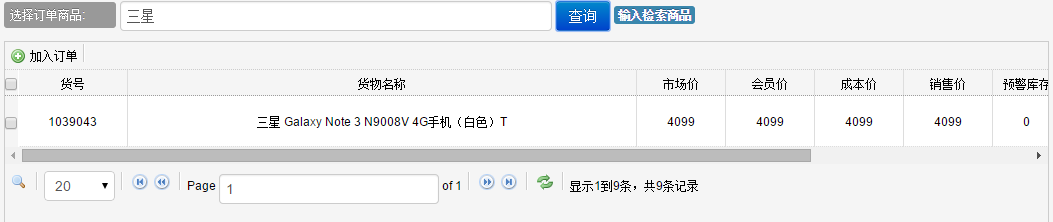 选择订单商品: 三星 查询 输入检索商品
加入订单
货号 货物名称 市场价 会员价 成本价 销售价 预警库存
1039043 三星 Galaxy Note 3 N9008V 4G手机（白色）T 4099 4099 4099 4099 0
20 Page 1 of 1 显示1到9条，共9条记录